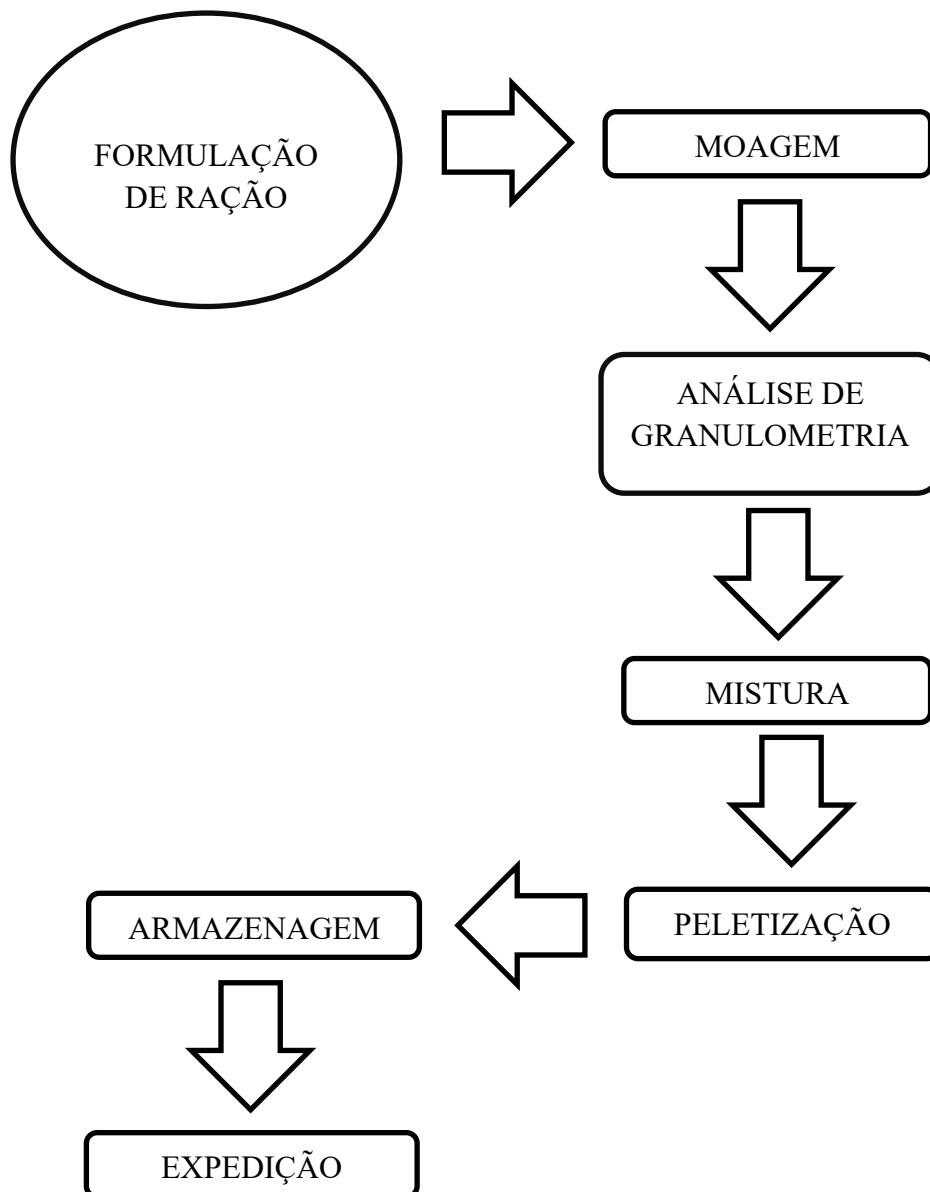 FORMULAÇÃO
DE RAÇÃO
MOAGEM
ANÁLISE DE
GRANULOMETRIA
MISTURA
PELETIZAÇÃO
ARMAZENAGEM
EXPEDIÇÃO